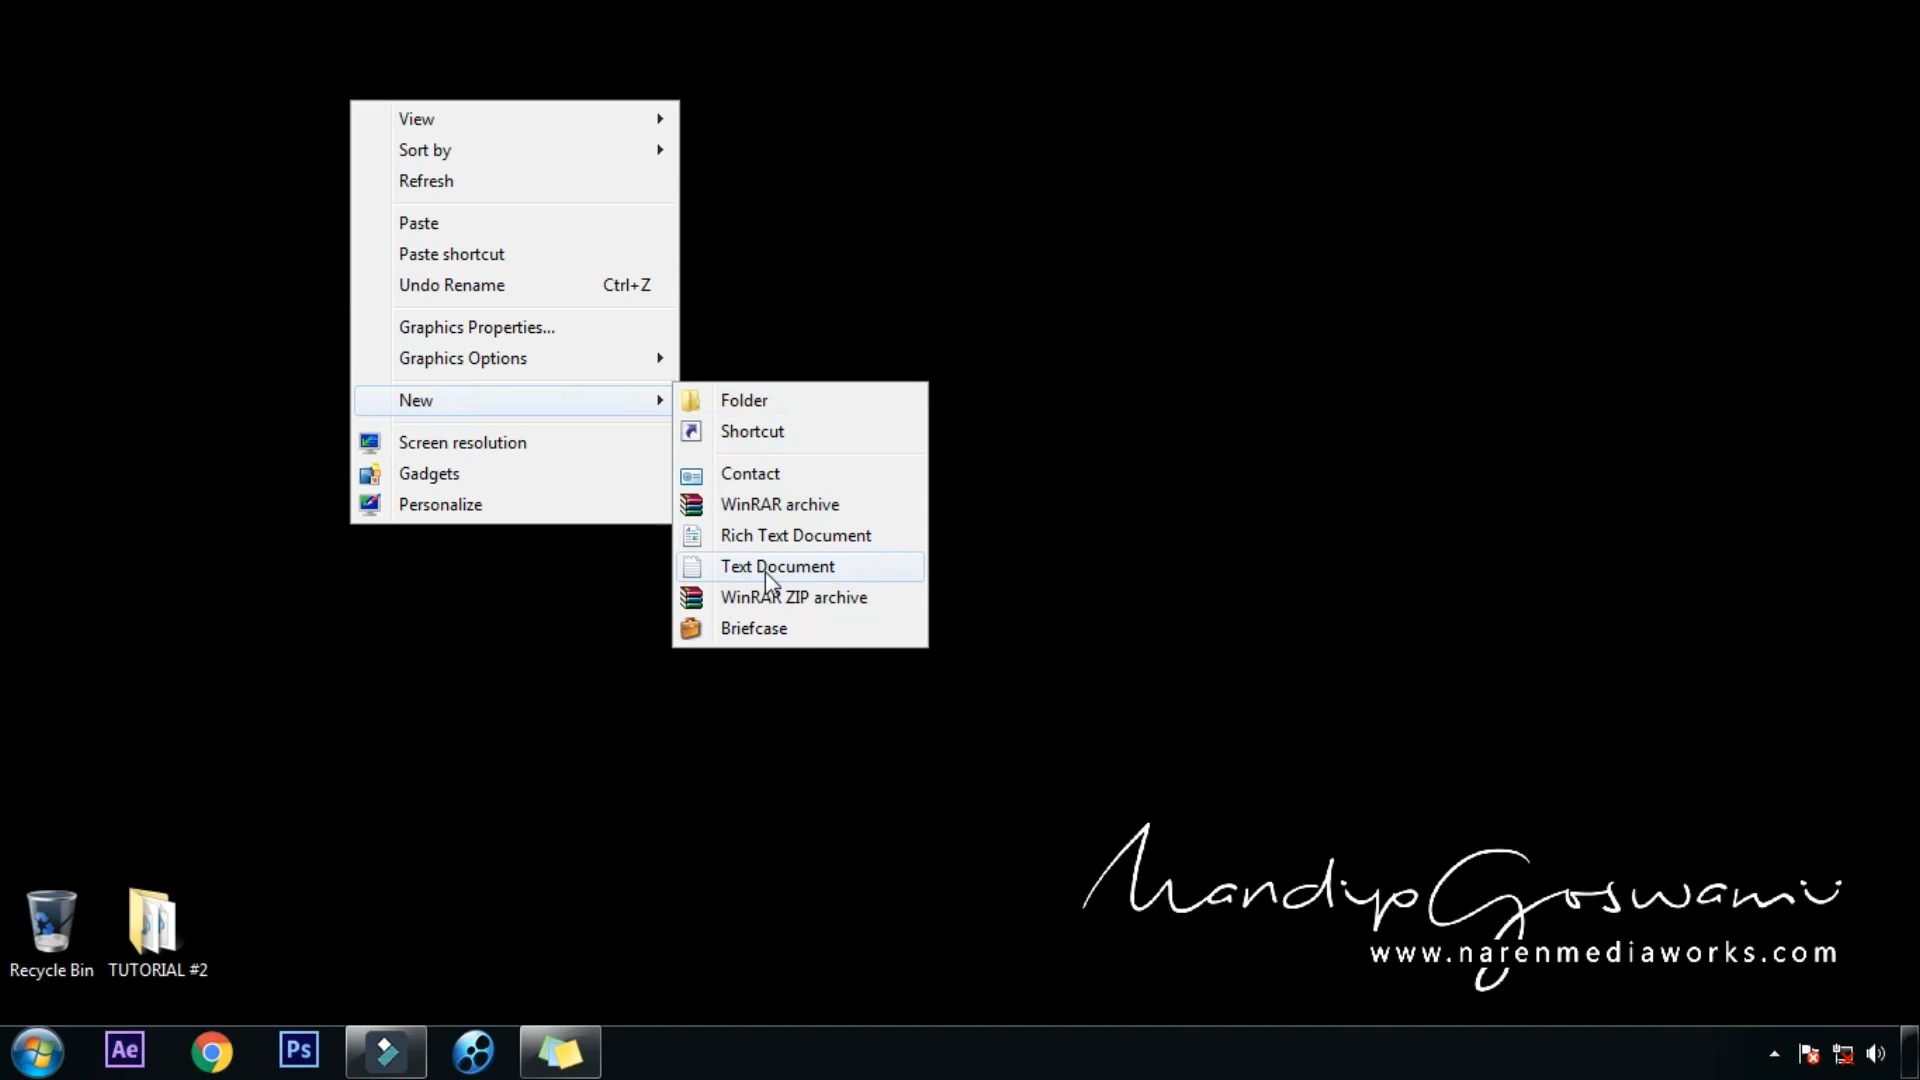 View
Sort by
Refresh
Paste
Paste shortcut
Undo Rename Ctrl+Z
Graphics Properties...
Graphics Options
New
Screen resolution
Gadgets
Personalize
Folder
Shortcut
Contact
WinRAR archive
Rich Text Document
Text Document
WinRAR ZIP archive
Briefcase
Mandip Goswami
www.narenmediaworks.com
Recycle Bin
TUTORIAL #2
Ae
Ps